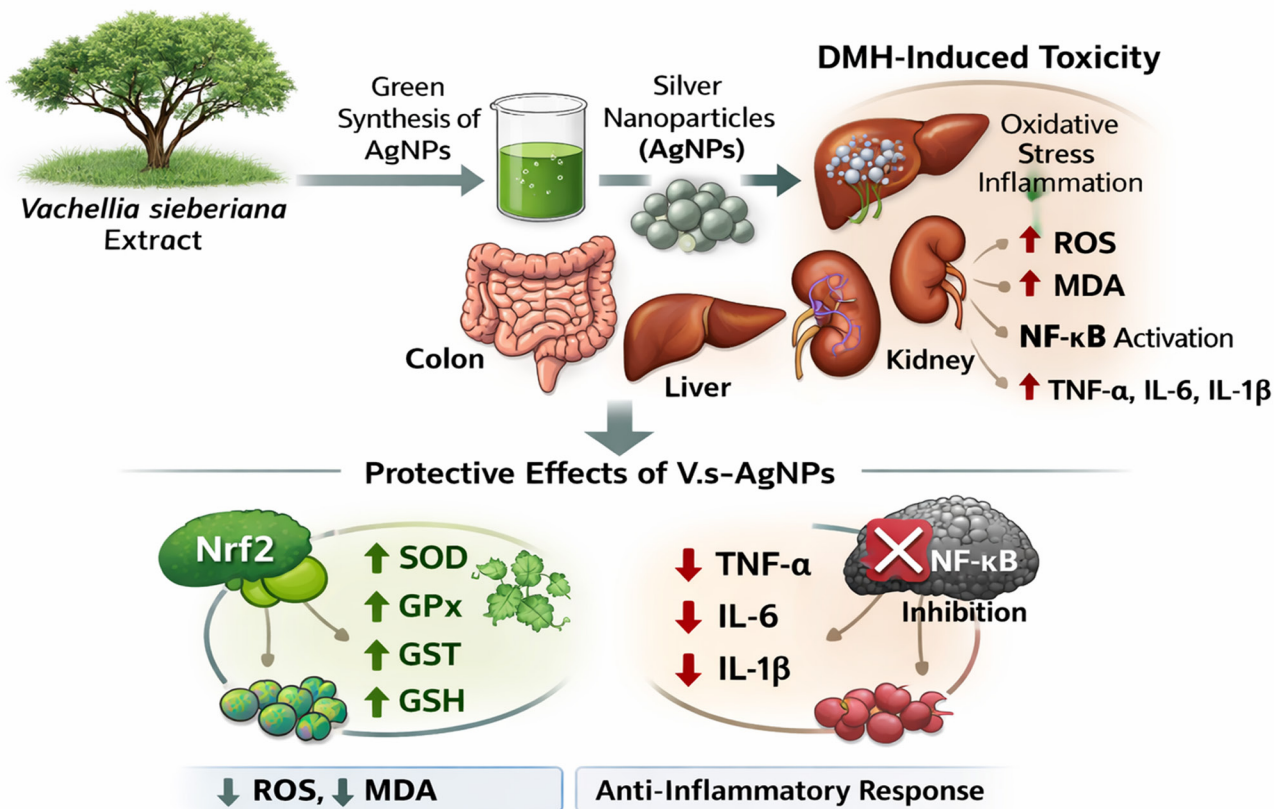 DMH-Induced Toxicity
Green
Synthesis of
AgNPs
Silver
Nanoparticles
(AgNPs)
Vachellia sieberiana
Extract
Oxidative
Stress
Inflammation
↑ ROS
↑ MDA
NF-κB Activation
↑ TNF-α, IL-6, IL-1β
Colon
Liver
Kidney
Protective Effects of V.s-AgNPs
Nrf2
↑ SOD
↑ GPx
↑ GST
↑ GSH
↓ TNF-α
↓ IL-6
↓ IL-1β
NF-κB
Inhibition
↓ ROS, ↓ MDA
Anti-Inflammatory Response